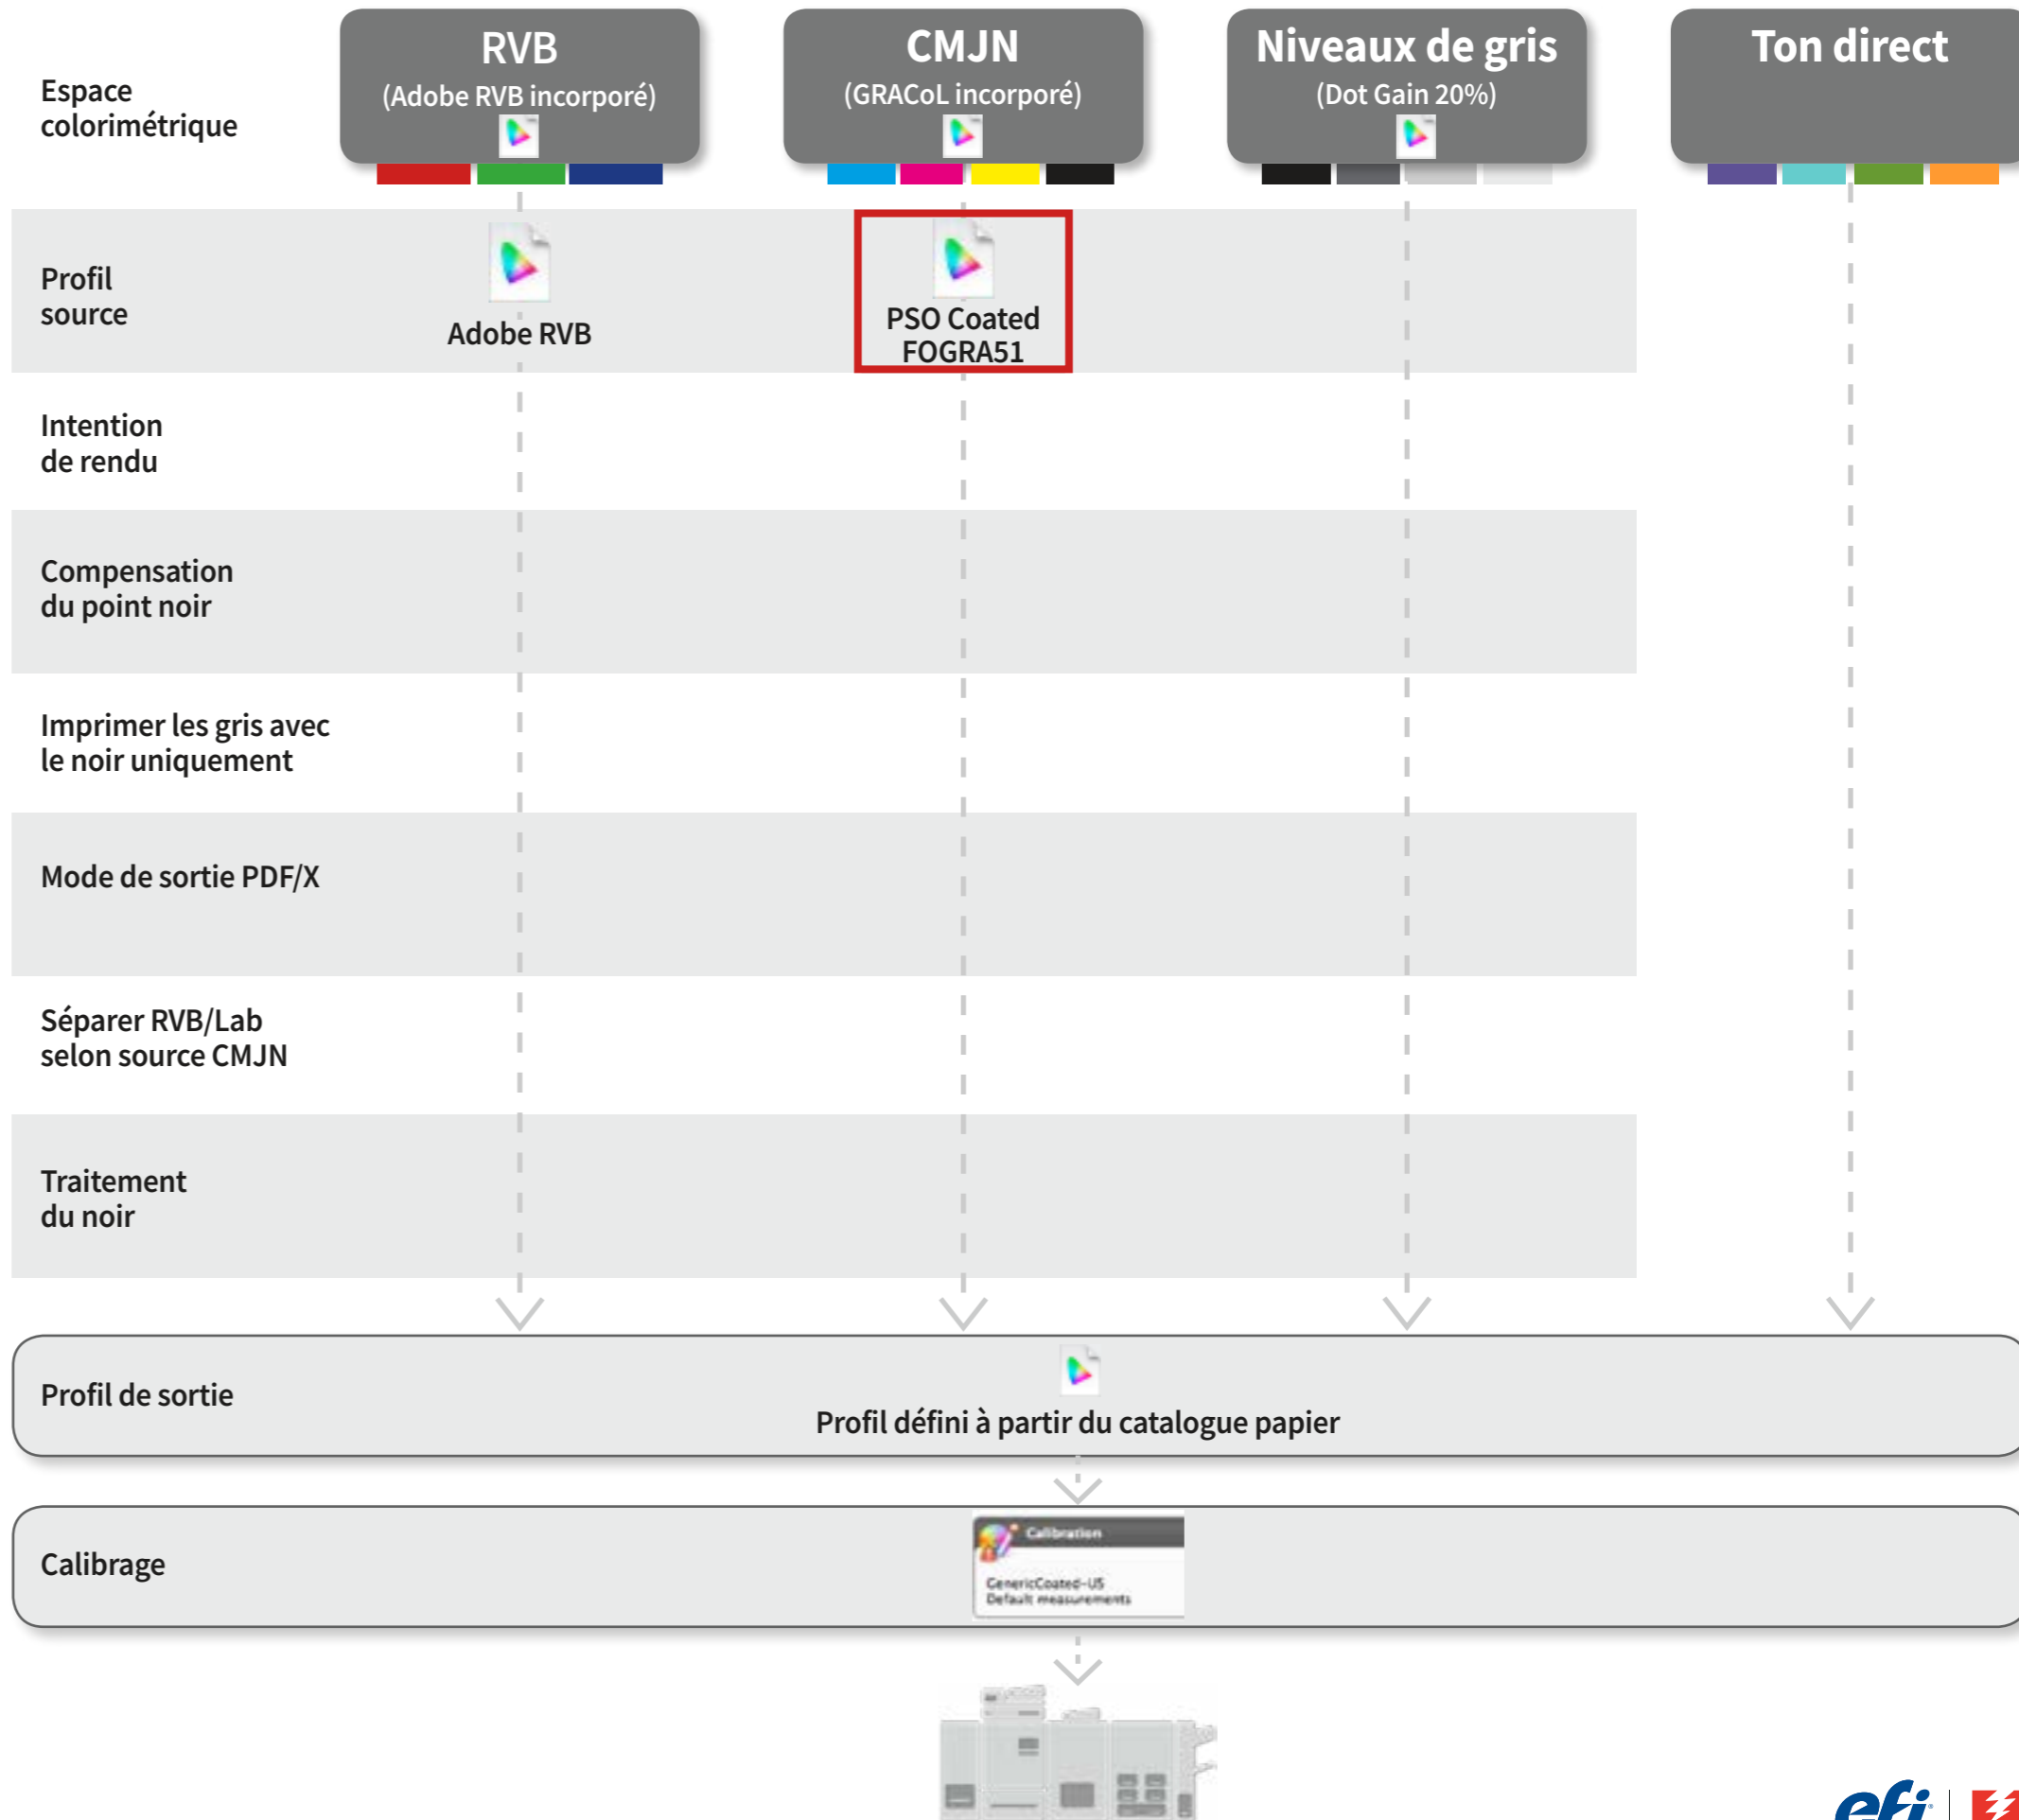 Espace
colorimétrique
RVB
(Adobe RVB incorporé)
CMJN
(GRACoL incorporé)
Niveaux de gris
(Dot Gain 20%)
Ton direct
Profil
source
Adobe RVB
PSO Coated
FOGRA51
Intention
de rendu
Compensation
du point noir
Imprimer les gris avec
le noir uniquement
Mode de sortie PDF/X
Séparer RVB/Lab
selon source CMJN
Traitement
du noir
Profil de sortie
Profil défini à partir du catalogue papier
Calibrage
Calibration
GenericCoated-US
Default measurements
efi